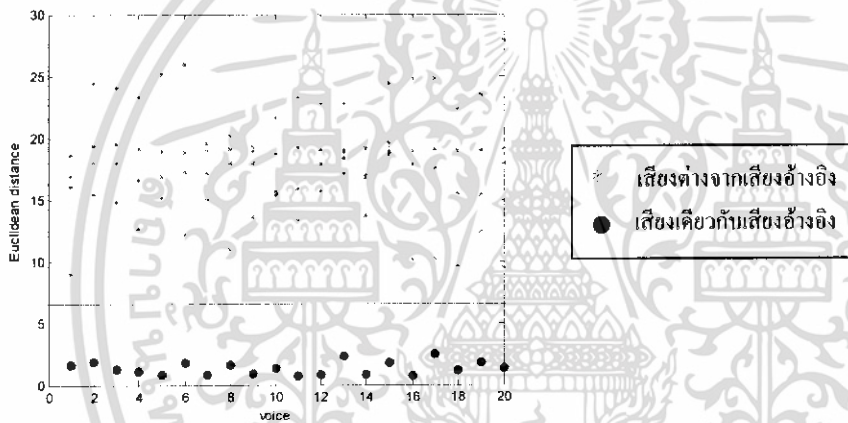 30
25
20
15
10
5
0
Euclidean distance
0 2 4 6 8 10 12 14 16 18 20
voice
เสียงต่างจากเสียงอ้างอิง
เสียงเดียวกับเสียงอ้างอิง